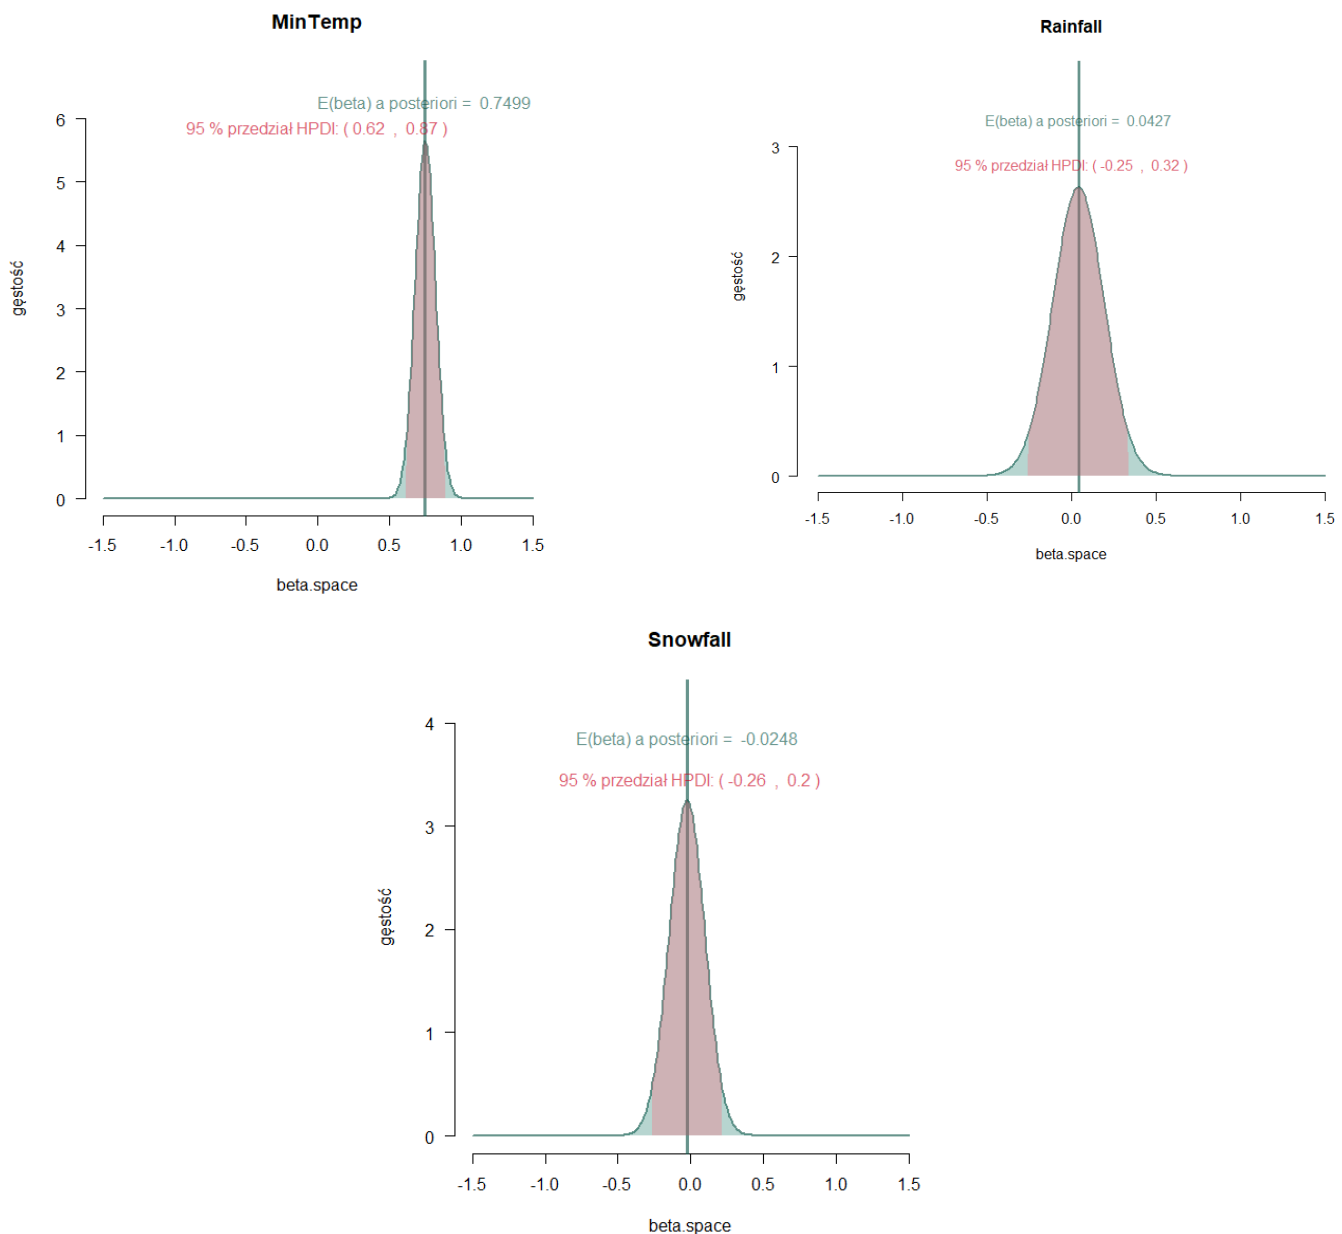 MinTemp
E(beta) a posteriori = 0.7499
95 % przedział HPDI: ( 0.62 , 0.87 )
6
5
4
3
2
1
0
gęstość
-1.5 -1.0 -0.5 0.0 0.5 1.0 1.5
beta.space
Rainfall
E(beta) a posteriori = 0.0427
95 % przedział HPDI: ( -0.25 , 0.32 )
3
2
1
0
gęstość
-1.5 -1.0 -0.5 0.0 0.5 1.0 1.5
beta.space
Snowfall
E(beta) a posteriori = -0.0248
95 % przedział HPDI: ( -0.26 , 0.2 )
4
3
2
1
0
gęstość
-1.5 -1.0 -0.5 0.0 0.5 1.0 1.5
beta.space